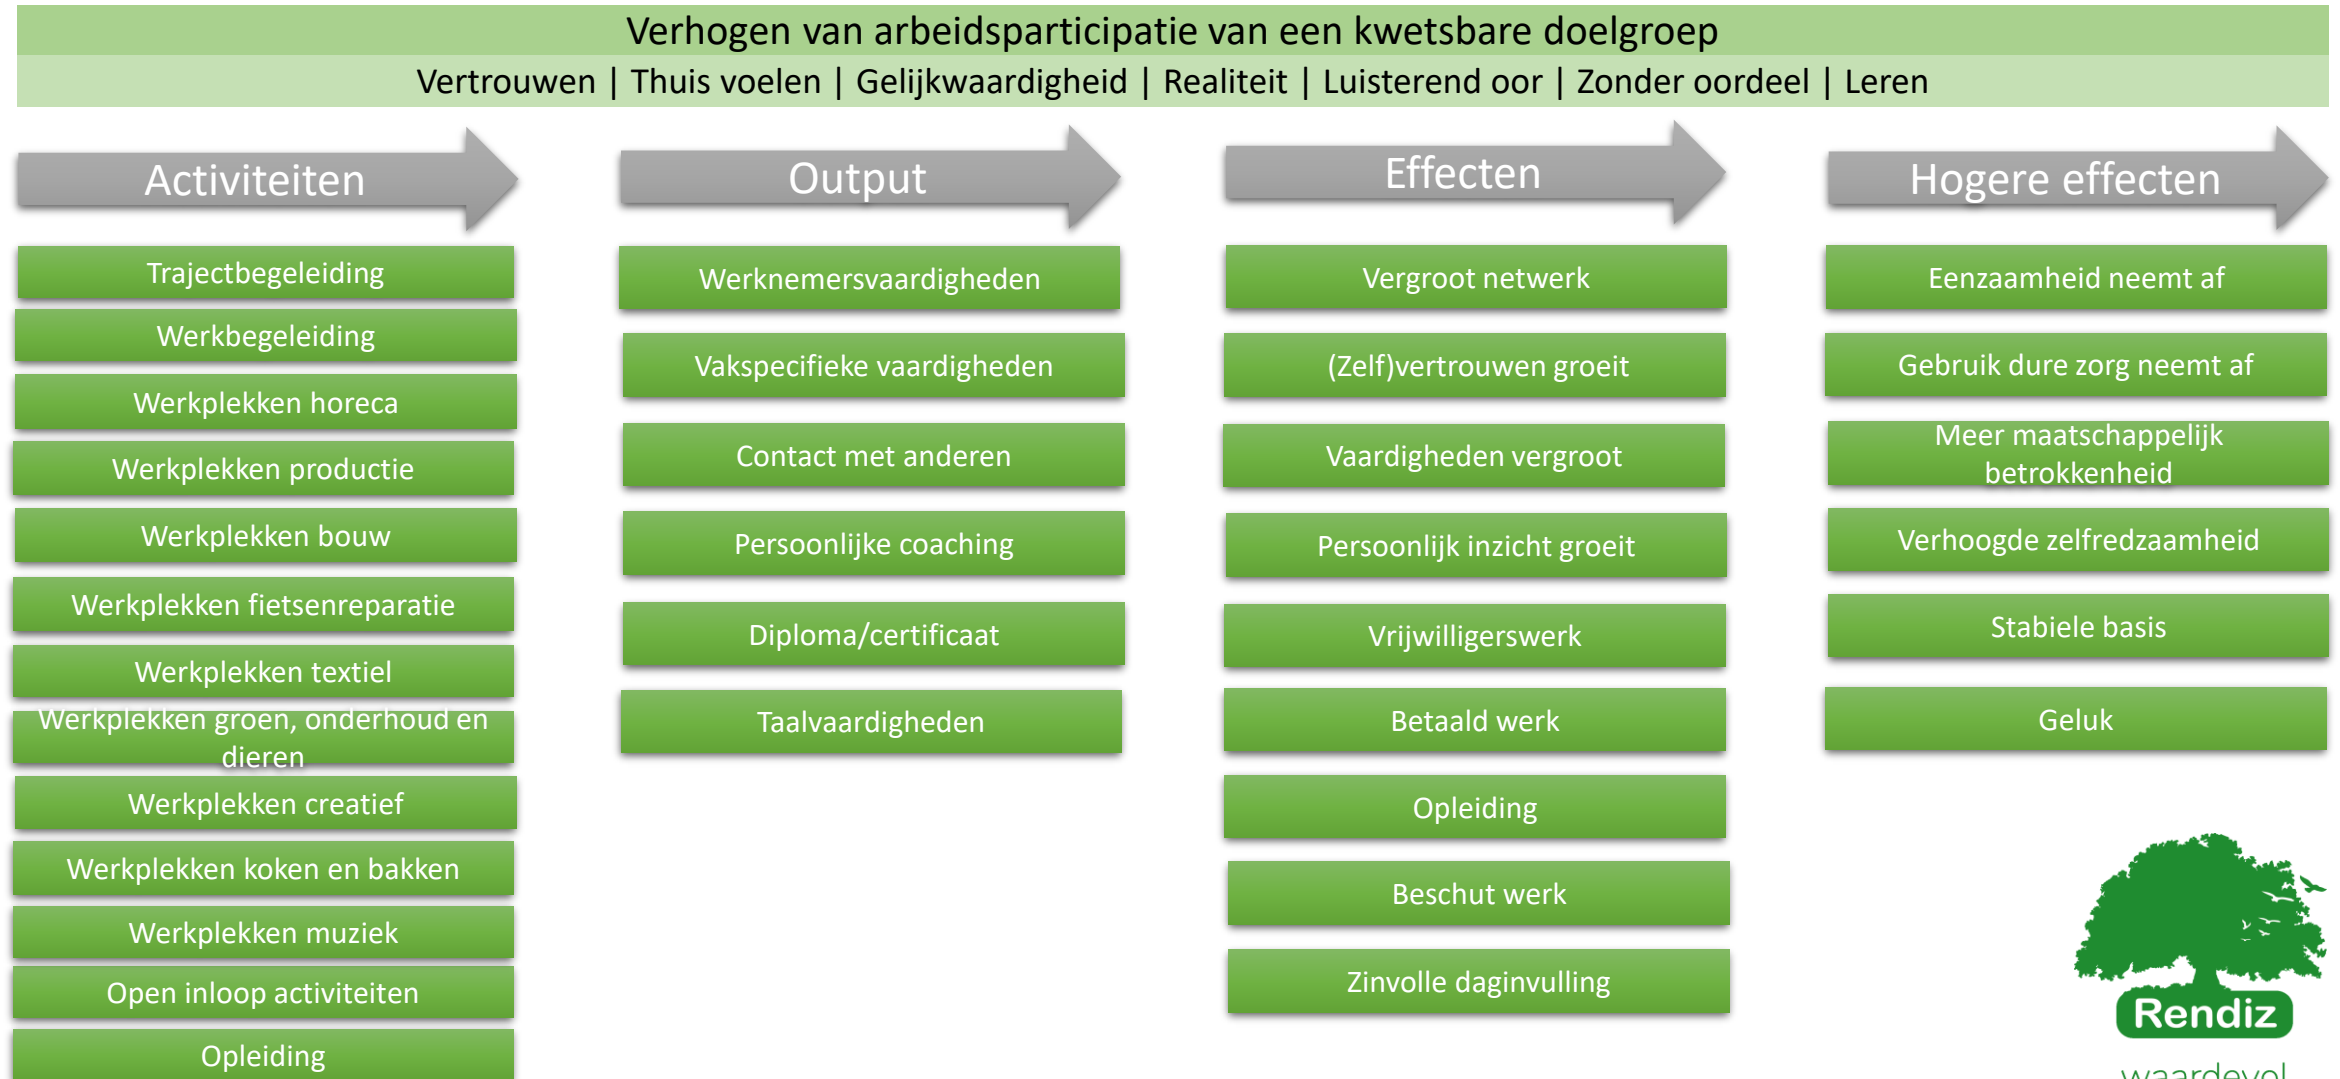 Verhogen van arbeidsparticipatie van een kwetsbare doelgroep
Vertrouwen | Thuis voelen | Gelijkwaardigheid | Realiteit | Luisterend oor | Zonder oordeel | Leren
Activiteiten
Trajectbegeleiding
Werkbegeleiding
Werkplekken horeca
Werkplekken productie
Werkplekken bouw
Werkplekken fietsenreparatie
Werkplekken textiel
Werkplekken groen, onderhoud en
dieren
Werkplekken creatief
Werkplekken koken en bakken
Werkplekken muziek
Open inloop activiteiten
Opleiding
Output
Werknemersvaardigheden
Vakspecifieke vaardigheden
Contact met anderen
Persoonlijke coaching
Diploma/certificaat
Taalvaardigheden
Effecten
Vergroot netwerk
(Zelf)vertrouwen groeit
Vaardigheden vergroot
Persoonlijk inzicht groeit
Vrijwilligerswerk
Betaald werk
Opleiding
Beschut werk
Zinvolle daginvulling
Hogere effecten
Eenzaamheid neemt af
Gebruik dure zorg neemt af
Meer maatschappelijk
betrokkenheid
Verhoogde zelfredzaamheid
Stabiele basis
Geluk
Rendiz
waardevol